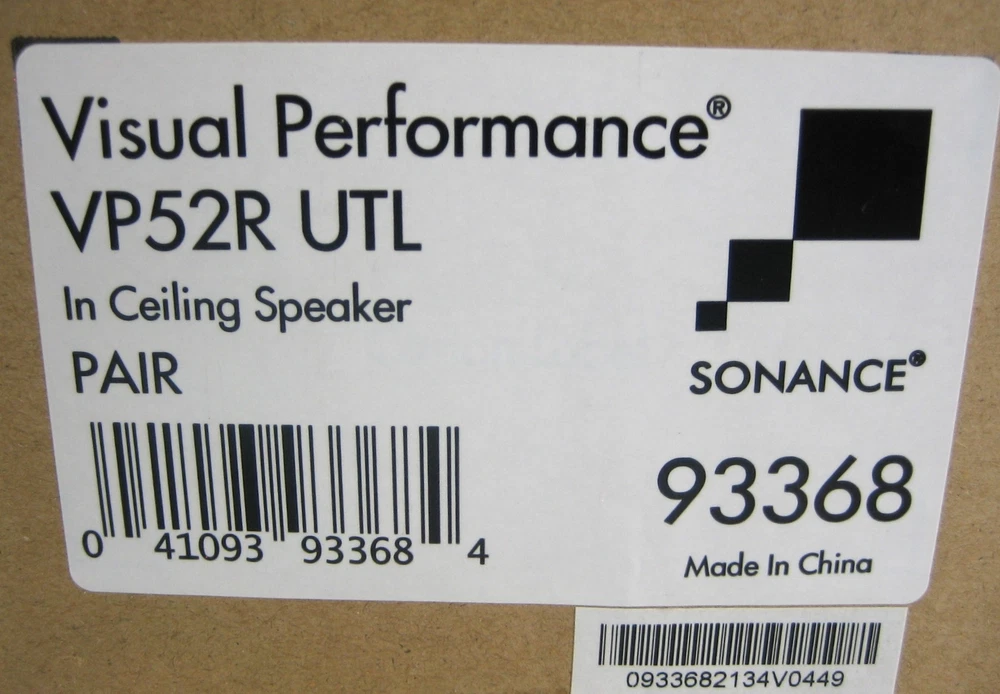 Visual Performance®
VP52R UTL
In Ceiling Speaker
PAIR
SONANCE®
0 41093 93368 4
93368
Made In China
0933682134V0449